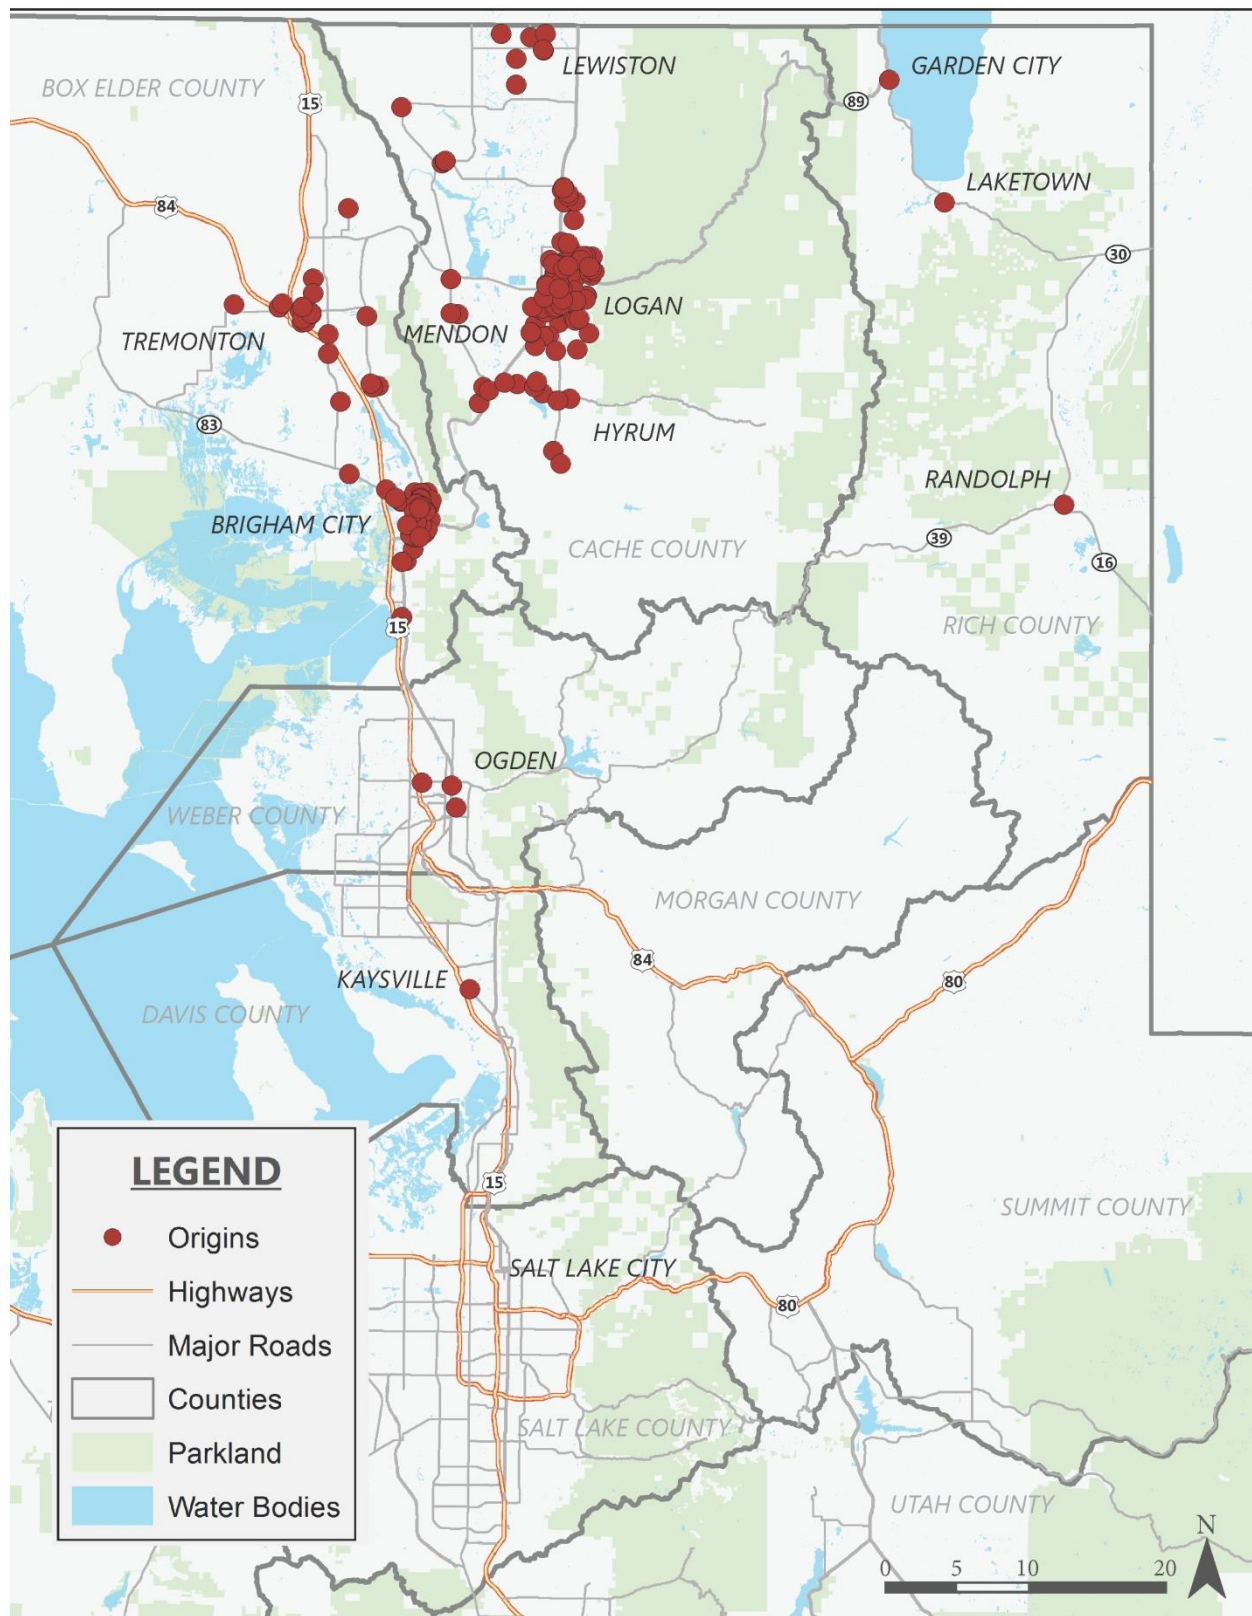 LEWISTON
GARDEN CITY
BOX ELDER COUNTY
15
89
LAKETOWN
84
30
LOGAN
TREMONTON
MENDON
83
HYRUM
RANDOLPH
BRIGHAM CITY
39
CACHE COUNTY
16
15
RICH COUNTY
OGDEN
WEBER COUNTY
MORGAN COUNTY
84
KAYSVILLE
80
DAVIS COUNTY
LEGEND
15
Origins
SUMMIT COUNTY
SALT LAKE CITY
Highways
80
Major Roads
Counties
SALT LAKE COUNTY
Parkland
Water Bodies
UTAH COUNTY
N
0 5 10 20